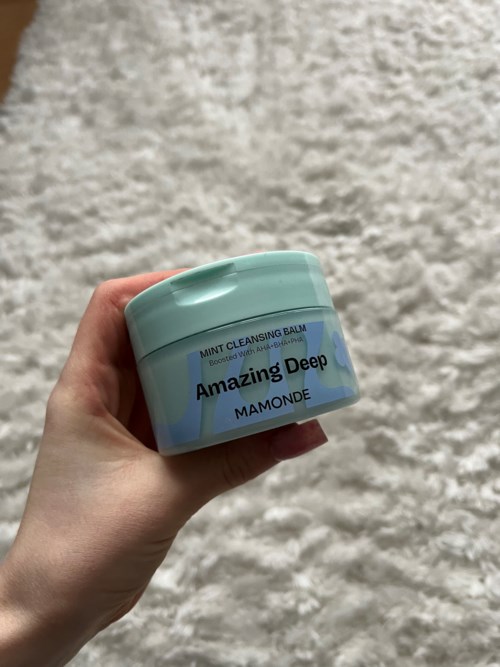 MINT CLEANSING BALM
Boosted With AHA+BHA+PHA
Amazing Deep
MAMONDE